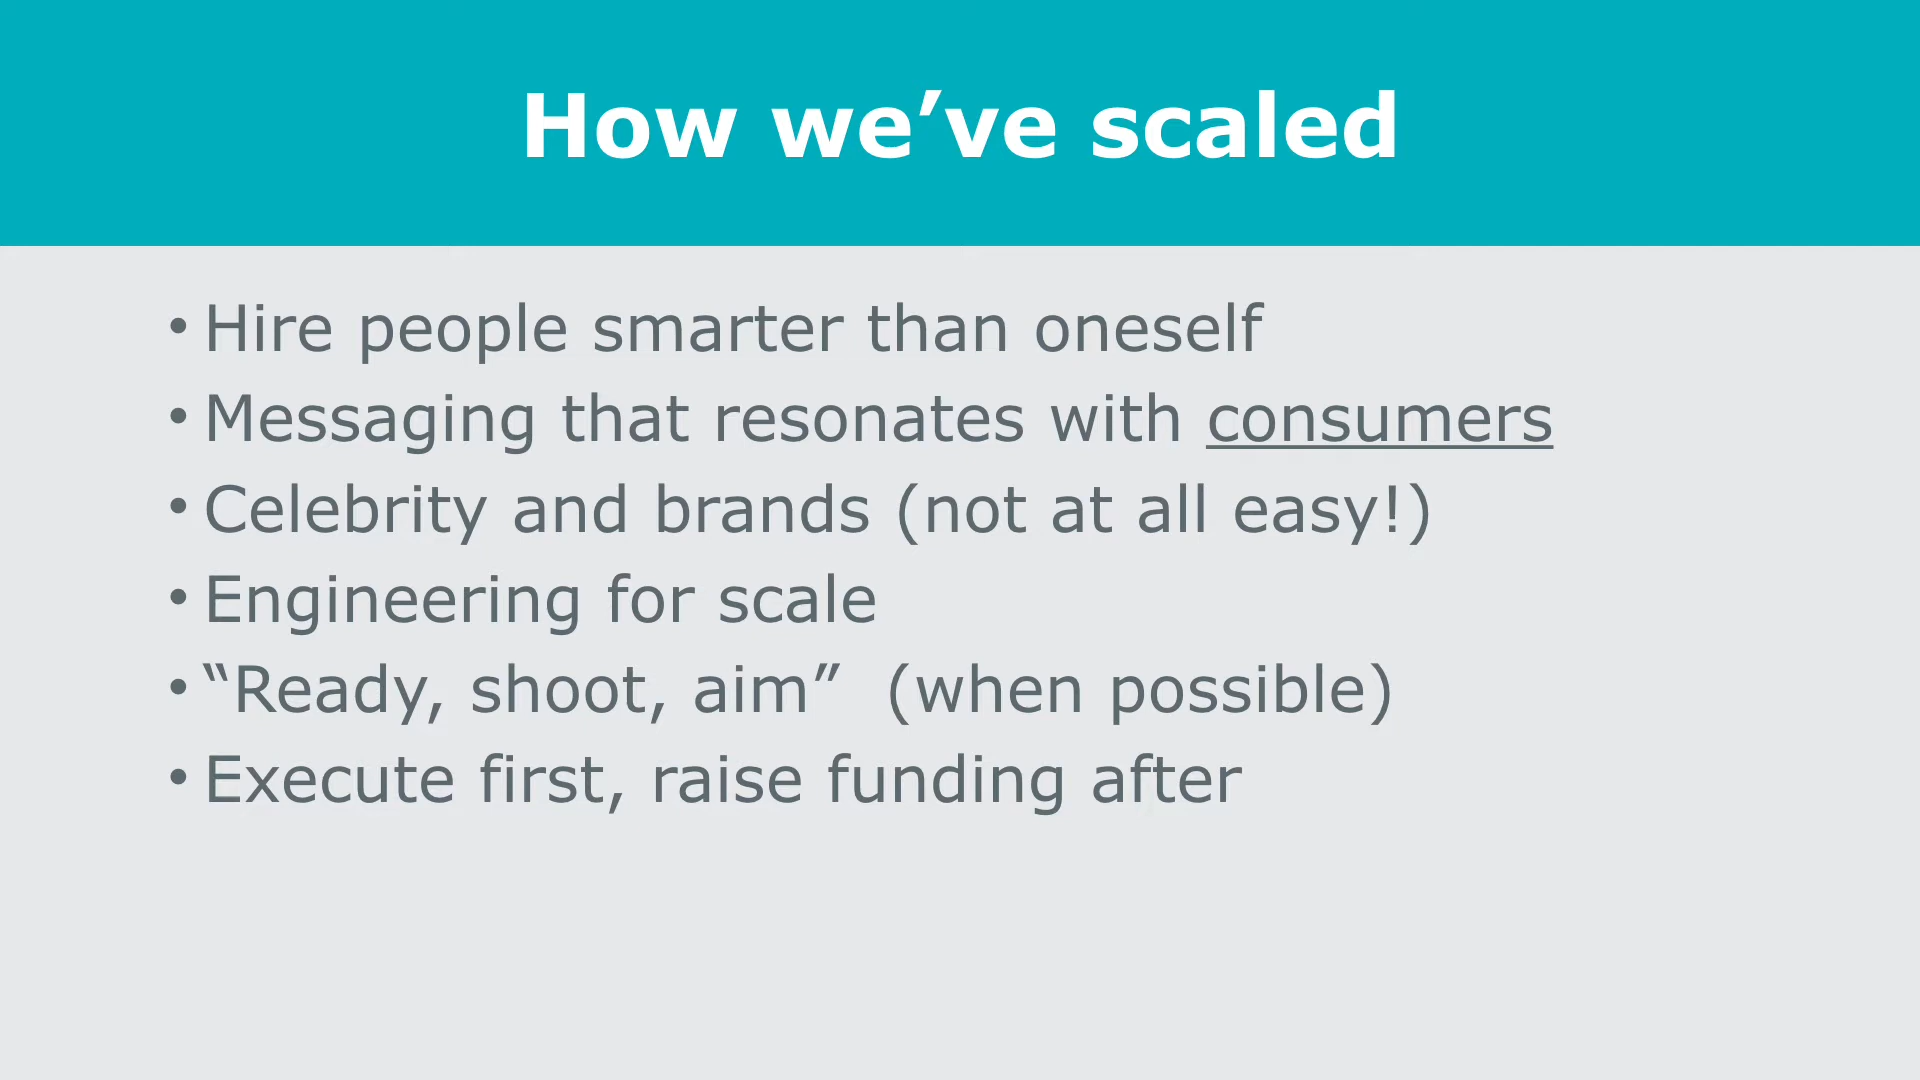 How we’ve scaled
• Hire people smarter than oneself
• Messaging that resonates with consumers
• Celebrity and brands (not at all easy!)
• Engineering for scale
• “Ready, shoot, aim”  (when possible)
• Execute first, raise funding after